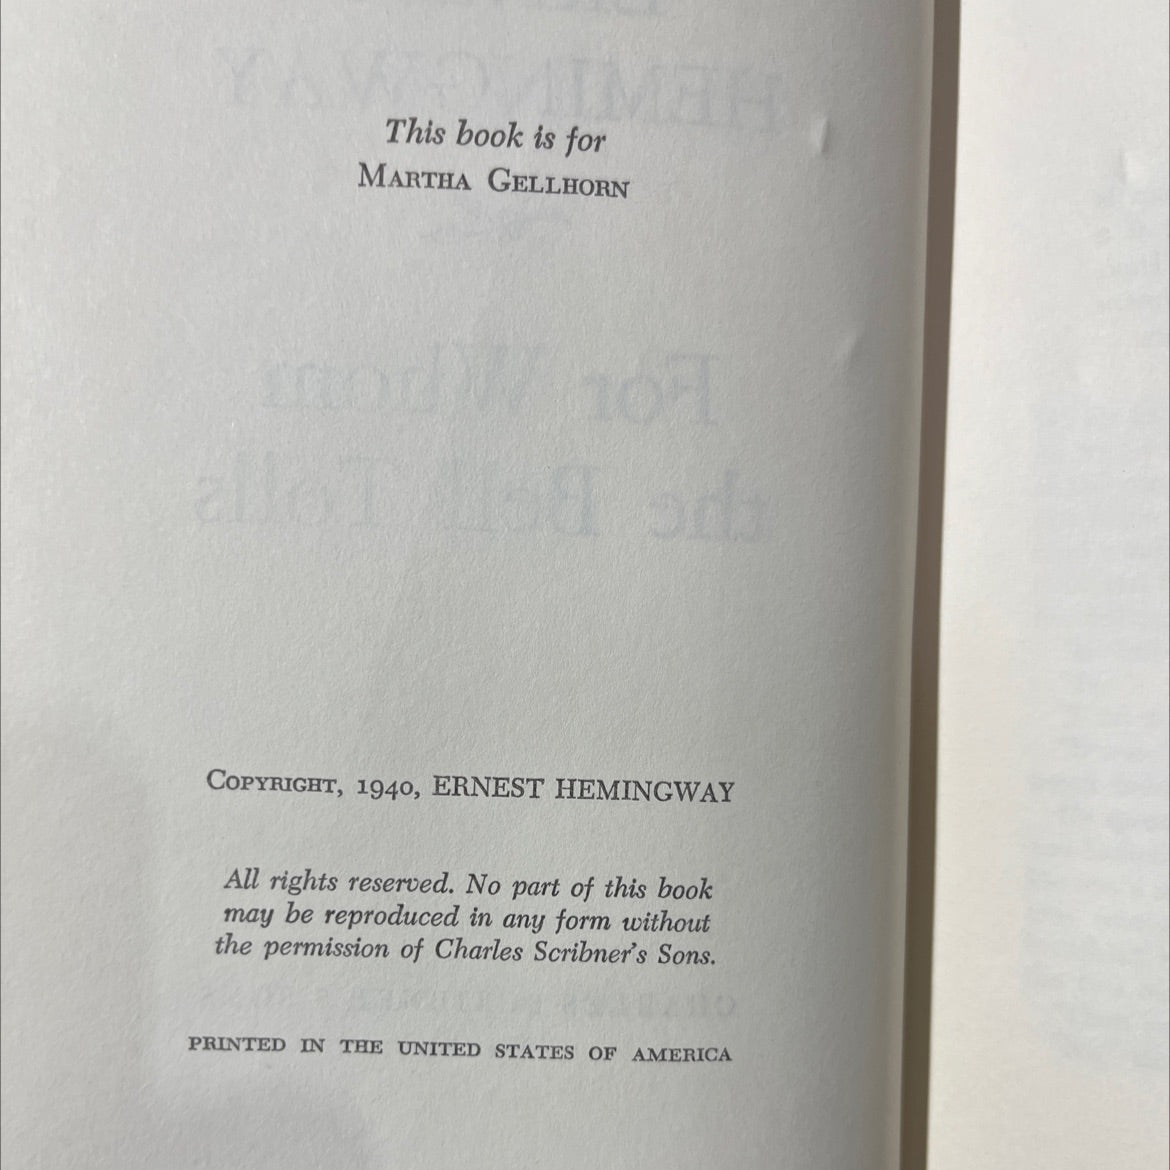 This book is for
MARTHA GELLHORN
COPYRIGHT, 1940, ERNEST HEMINGWAY
All rights reserved. No part of this book
may be reproduced in any form without
the permission of Charles Scribner's Sons.
PRINTED IN THE UNITED STATES OF AMERICA